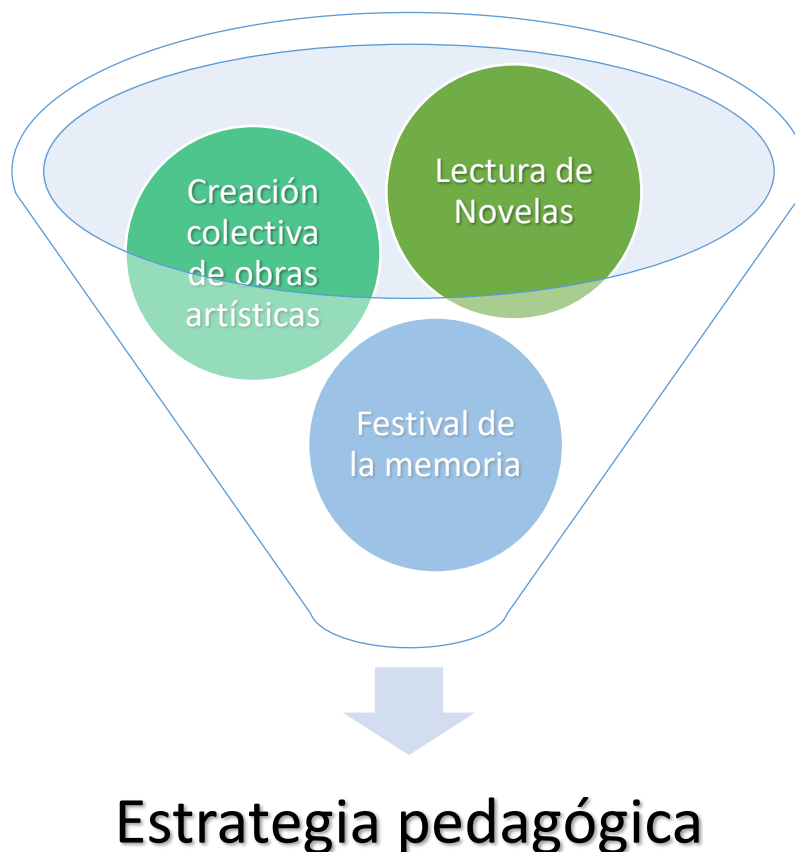 Lectura de
Novelas
Creación
colectiva
de obras
artísticas
Festival de
la memoria
Estrategia pedagógica